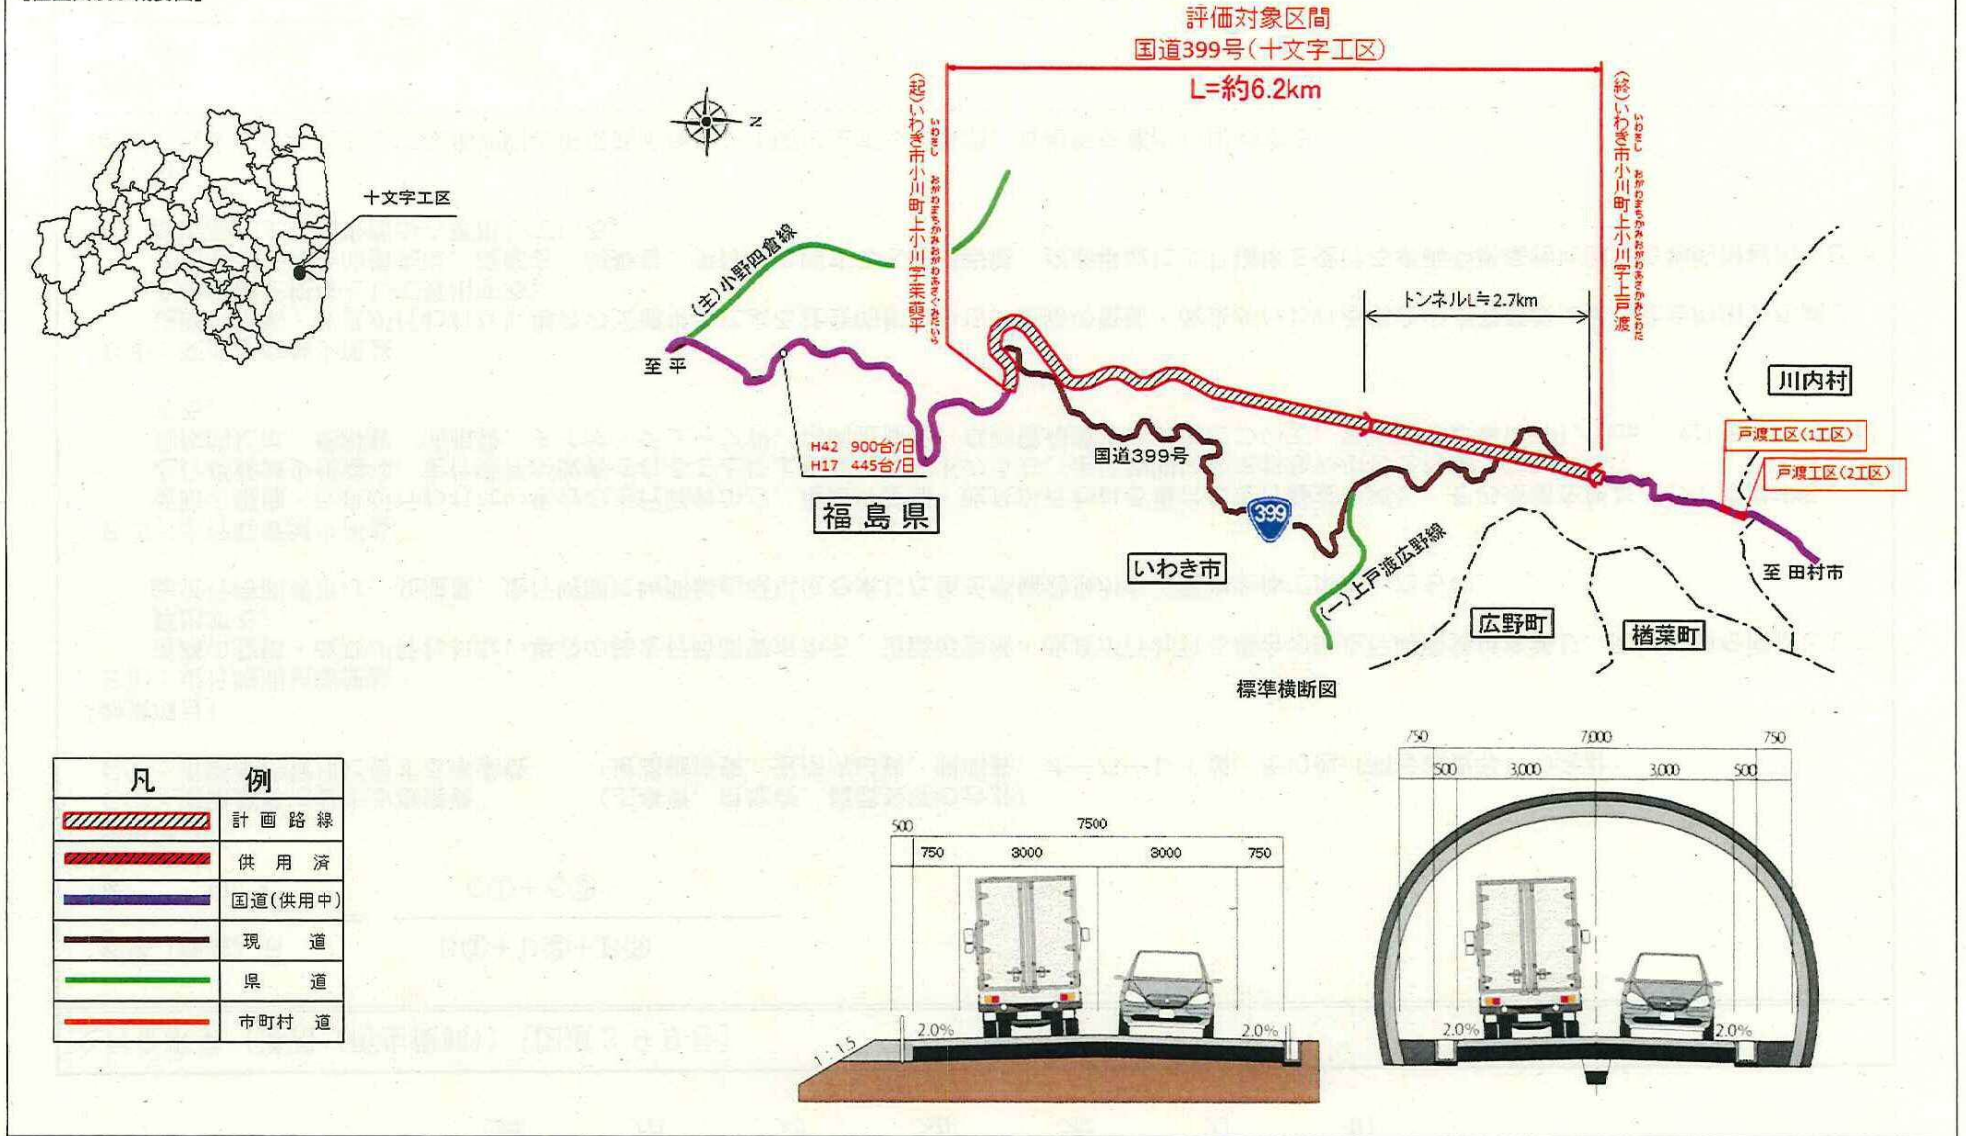 評価対象区間
国道399号(十文字工区)
L=約6.2km
(起)いわき市小川町上小川字茱萸平
(終)いわき市小川町上小川字上戸渡
N
十文字工区
(主)小野四倉線
至 平
トンネルL≒2.7km
川内村
戸渡工区(1工区)
戸渡工区(2工区)
国道399号
H42 900台/日
H17 445台/日
福島県
399
いわき市
(一)上戸渡広野線
至 田村市
広野町
楢葉町
標準横断図
凡 例
計画路線
供用済
国道(供用中)
現道
県道
市町村道
500 7500
750 3000 3000 750
2.0% 2.0%
1:1.5
750 7,000 750
500 3,000 3,000 500
2.0% 2.0%